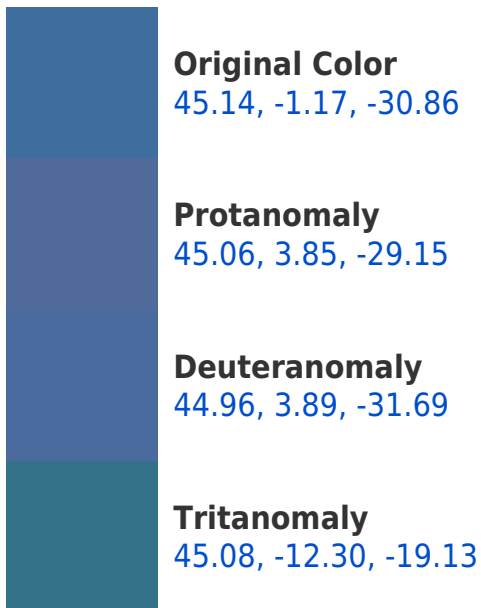 Original Color
45.14, -1.17, -30.86
Protanomaly
45.06, 3.85, -29.15
Deuteranomaly
44.96, 3.89, -31.69
Tritanomaly
45.08, -12.30, -19.13